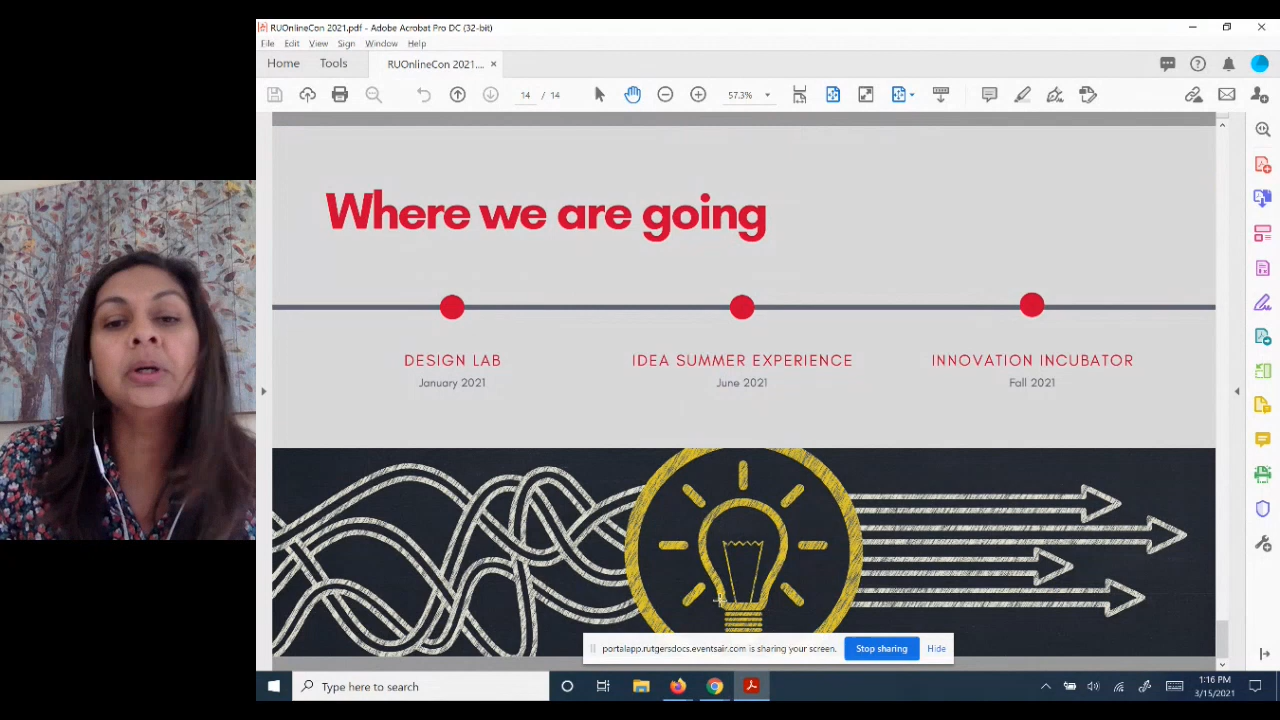 RUOnlineCon 2021.pdf - Adobe Acrobat Pro DC (32-bit)
File Edit View Sign Window Help
Home Tools RUOnlineCon 2021.... ×
14 / 14 57.3%
Where we are going
DESIGN LAB IDEA SUMMER EXPERIENCE INNOVATION INCUBATOR
January 2021 June 2021 Fall 2021
portalapp.rutgersdocs.eventsair.com is sharing your screen. Stop sharing Hide
Type here to search 1:16 PM
3/15/2021